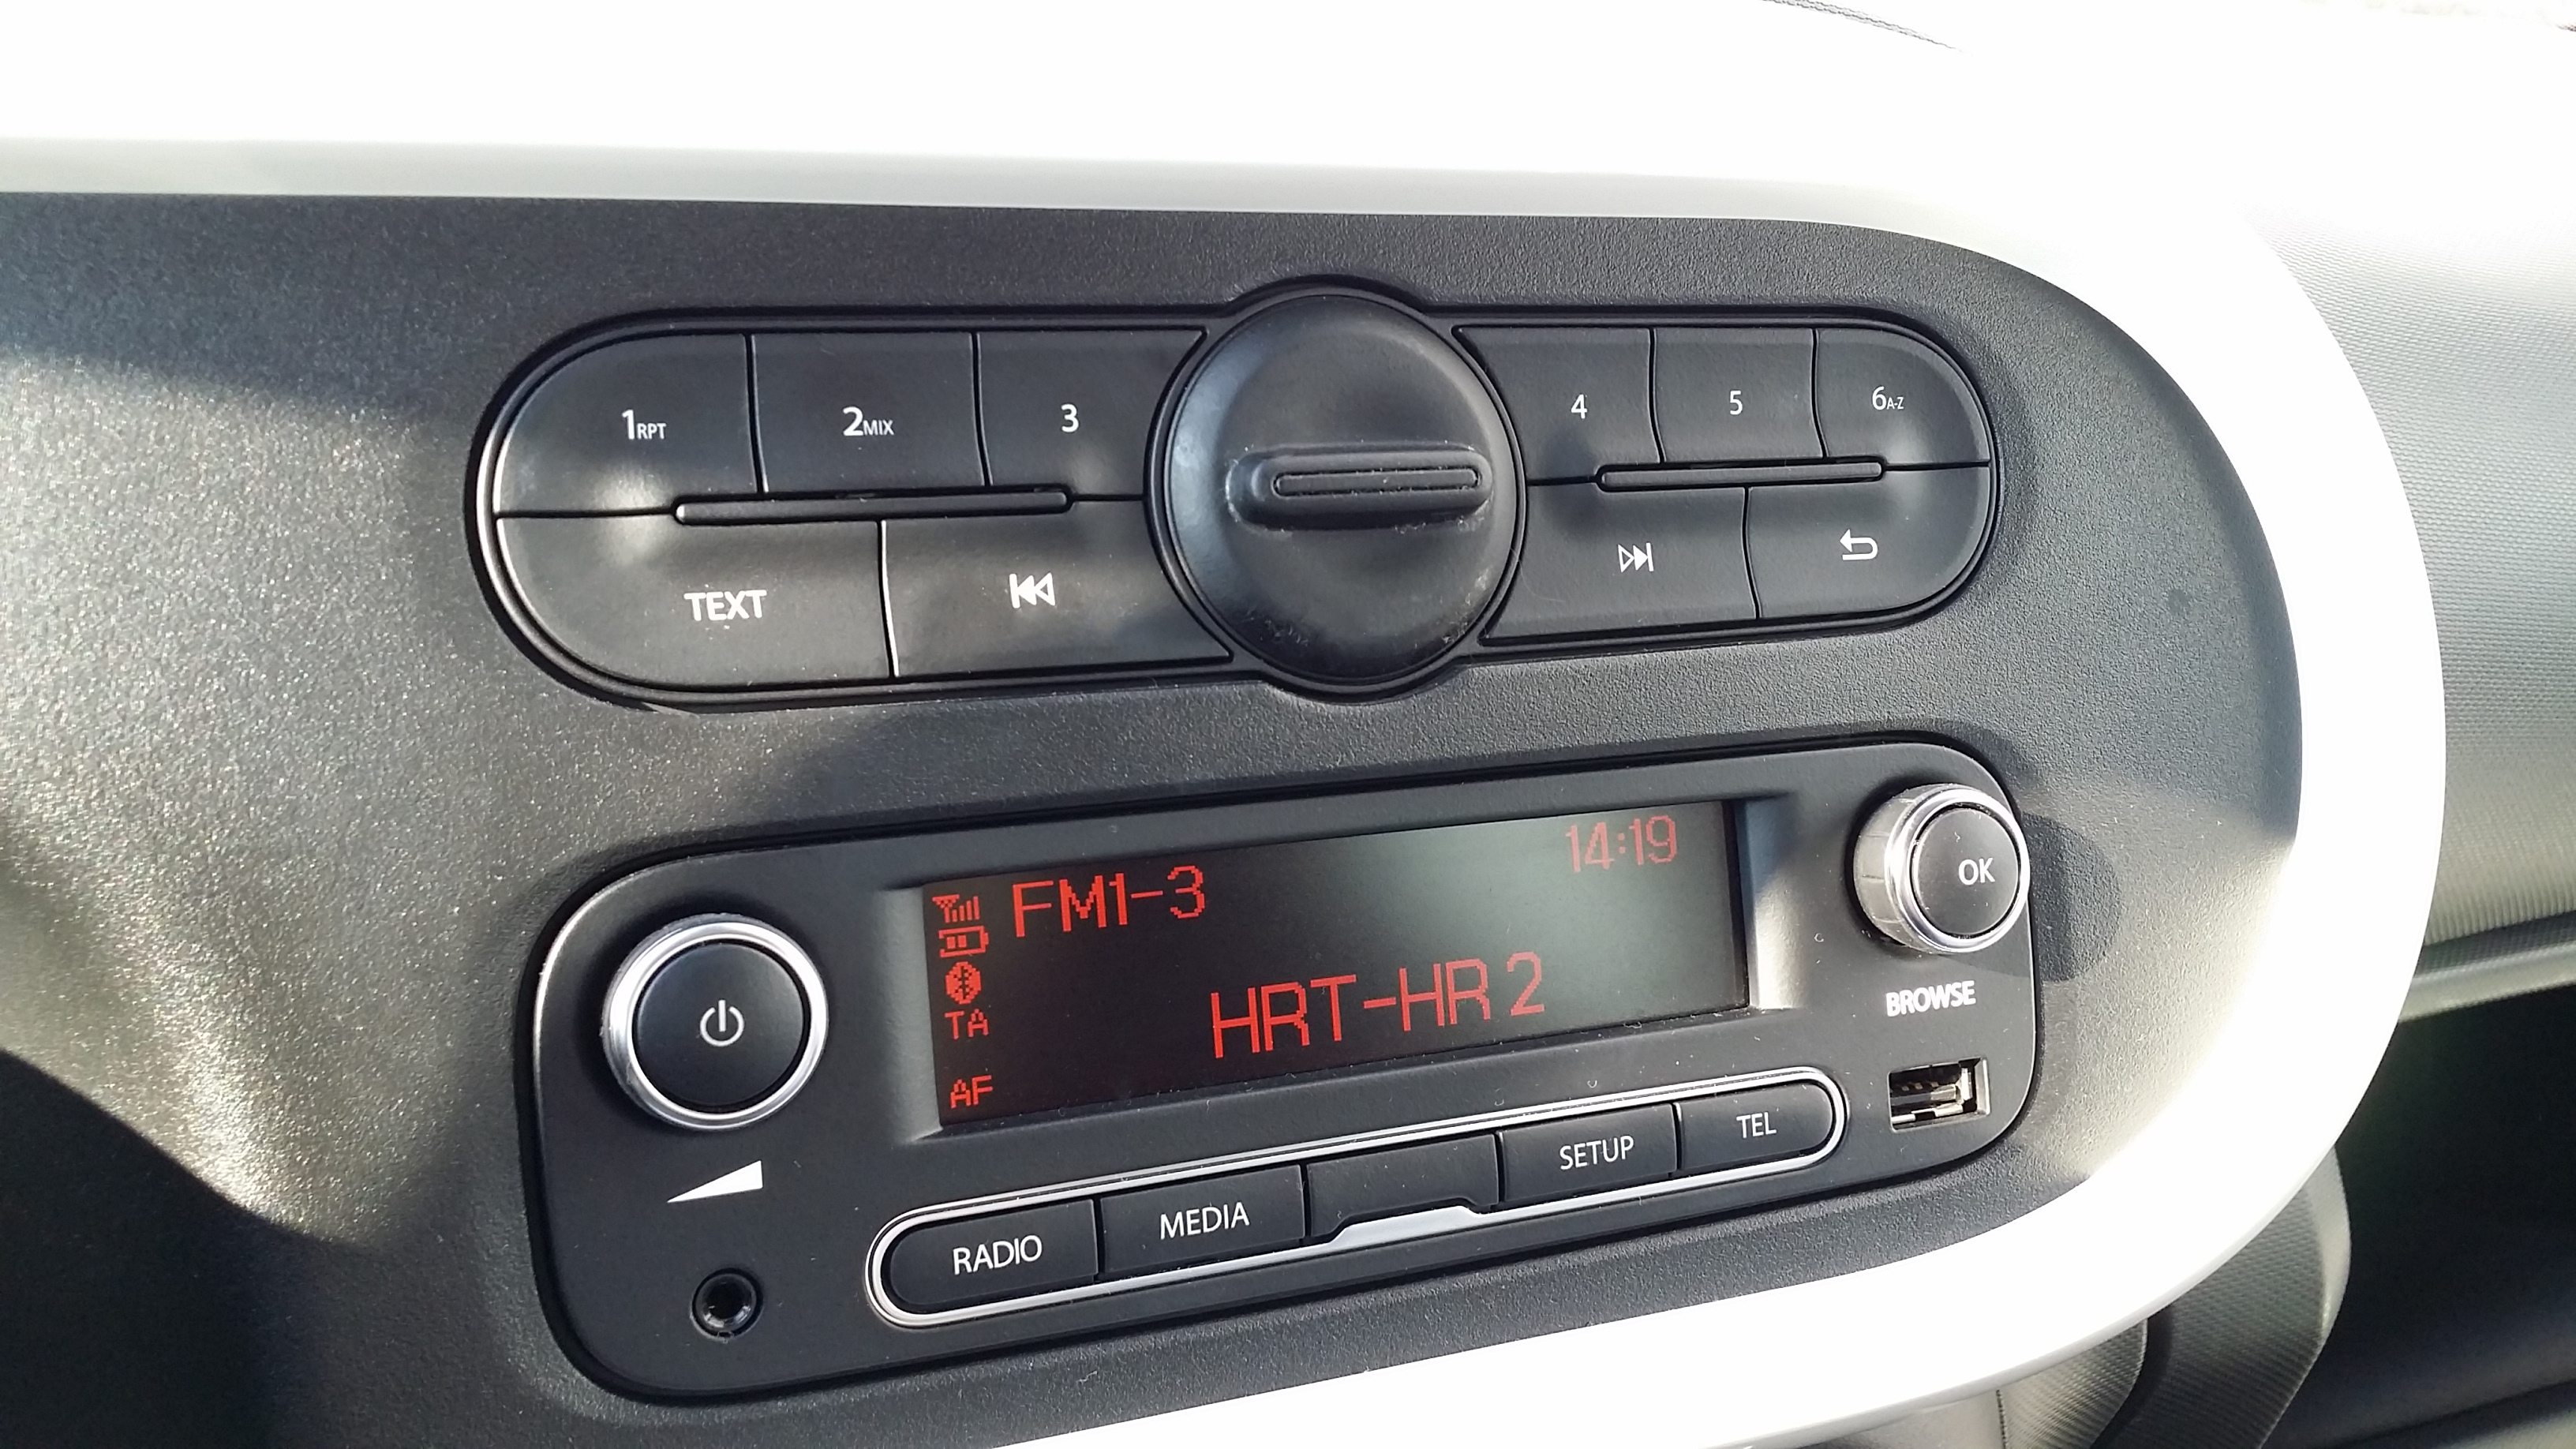 1RPT 2MIX 3 4 5 6A-Z
TEXT
14:19
FM1-3
HRT-HR 2
TA
AF
OK
BROWSE
RADIO MEDIA SETUP TEL